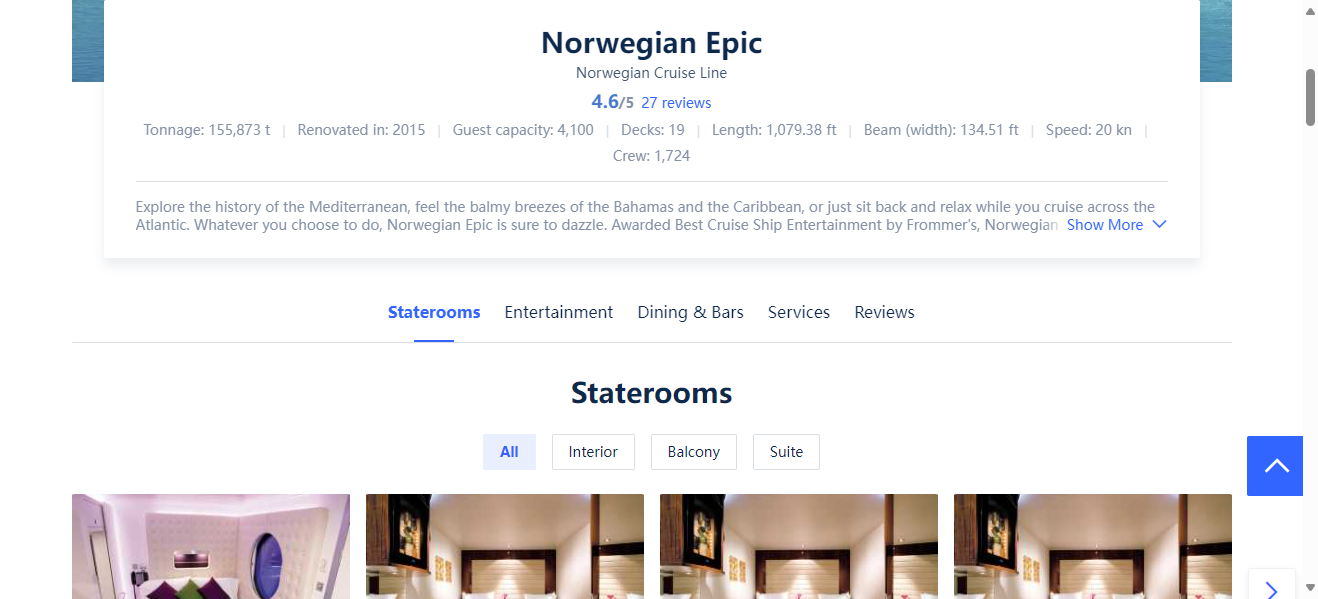 Norwegian Epic
Norwegian Cruise Line
4.6/5 27 reviews
Tonnage: 155,873 t | Renovated in: 2015 | Guest capacity: 4,100 | Decks: 19 | Length: 1,079.38 ft | Beam (width): 134.51 ft | Speed: 20 kn |
Crew: 1,724
Explore the history of the Mediterranean, feel the balmy breezes of the Bahamas and the Caribbean, or just sit back and relax while you cruise across the
Atlantic. Whatever you choose to do, Norwegian Epic is sure to dazzle. Awarded Best Cruise Ship Entertainment by Frommer's, Norwegian Show More
Staterooms Entertainment Dining & Bars Services Reviews
Staterooms
All Interior Balcony Suite